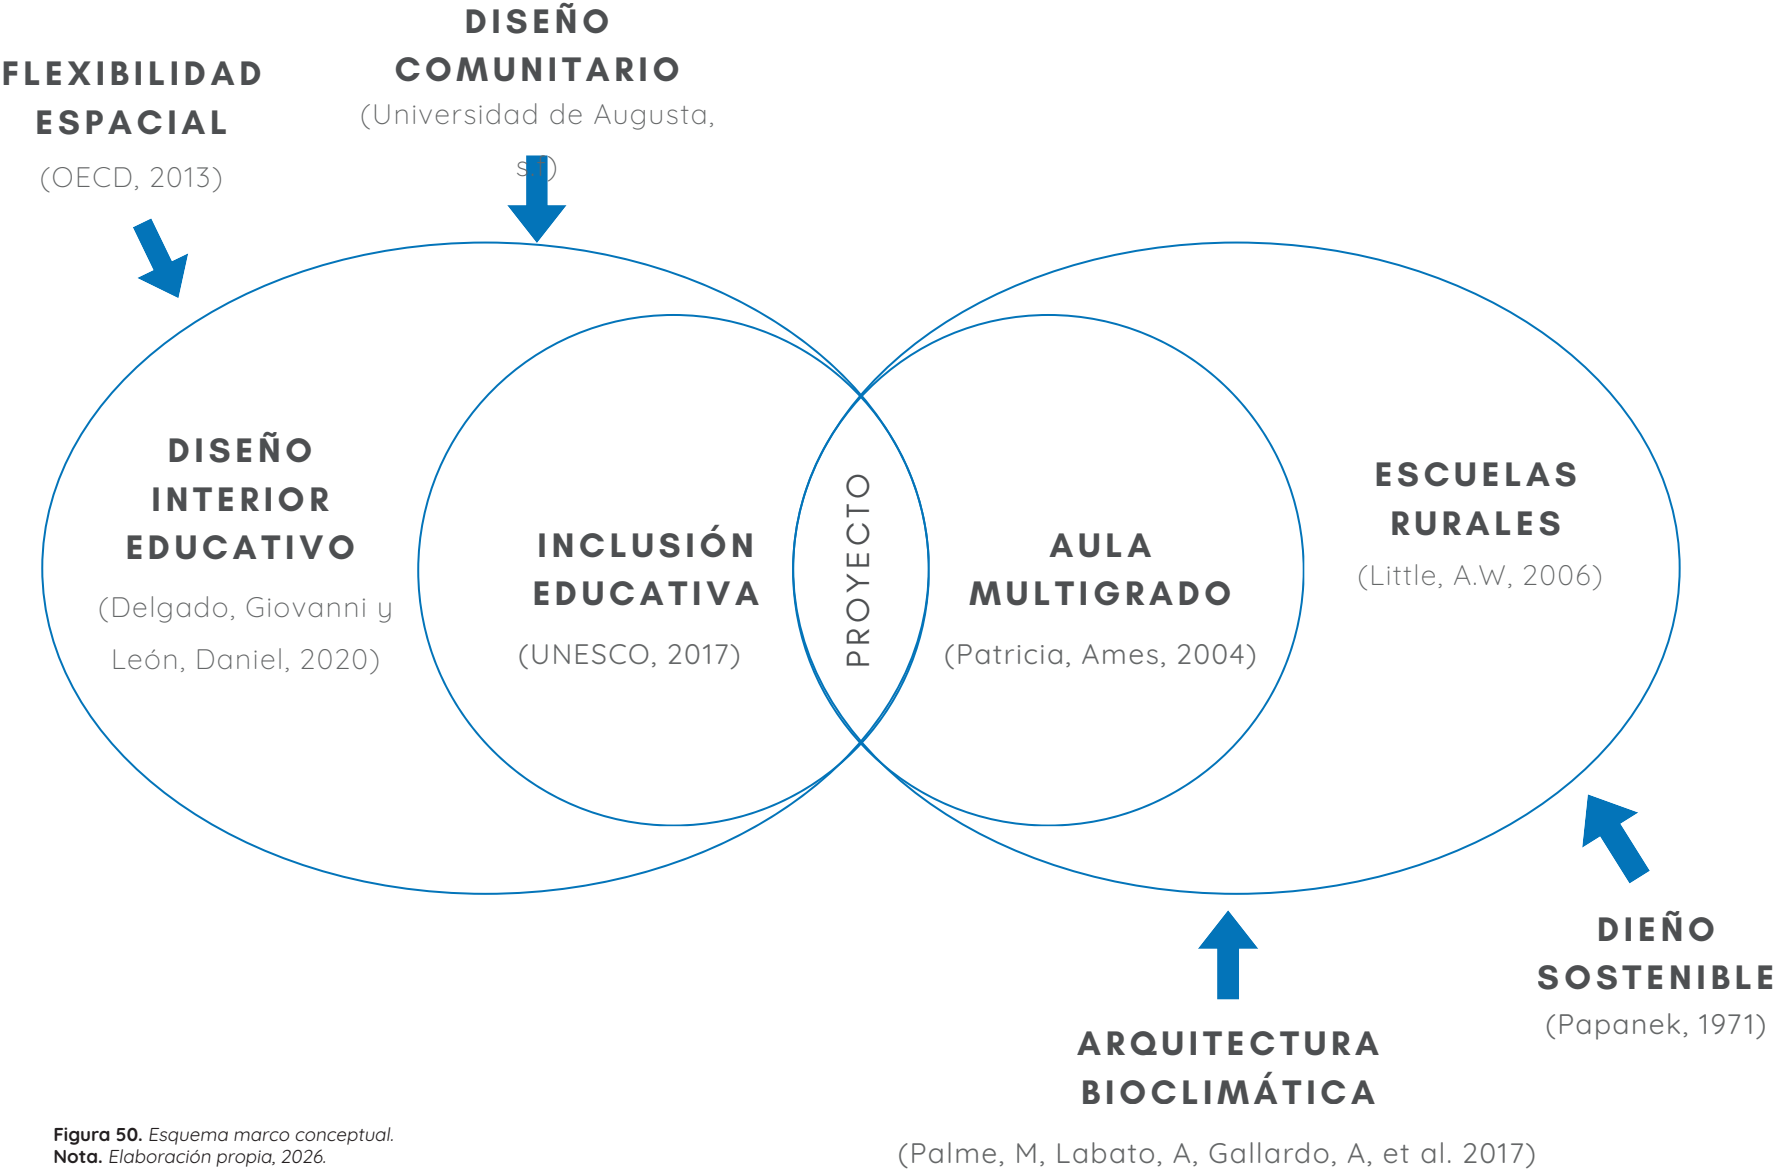 DISEÑO
COMUNITARIO
(Universidad de Augusta,
s.f)
FLEXIBILIDAD
ESPACIAL
(OECD, 2013)
DISEÑO
INTERIOR
EDUCATIVO
(Delgado, Giovanni y
León, Daniel, 2020)
INCLUSIÓN
EDUCATIVA
(UNESCO, 2017)
PROYECTO
AULA
MULTIGRADO
(Patricia, Ames, 2004)
ESCUELAS
RURALES
(Little, A.W, 2006)
DIEÑO
SOSTENIBLE
(Papanek, 1971)
ARQUITECTURA
BIOCLIMÁTICA
(Palme, M, Labato, A, Gallardo, A, et al. 2017)
Figura 50. Esquema marco conceptual.
Nota. Elaboración propia, 2026.